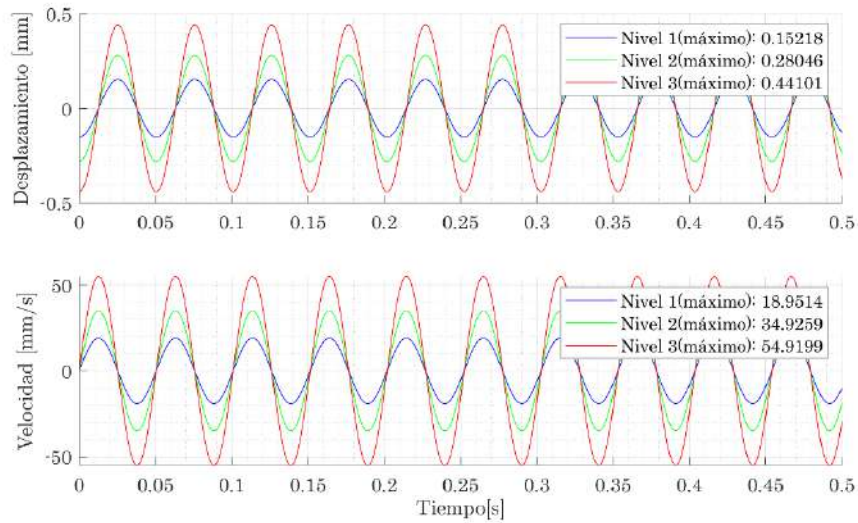 0.5
Desplazamiento [mm]
Nivel 1(máximo): 0.15218
Nivel 2(máximo): 0.28046
Nivel 3(máximo): 0.44101
0
-0.5
0 0.05 0.1 0.15 0.2 0.25 0.3 0.35 0.4 0.45 0.5
50
Velocidad [mm/s]
Nivel 1(máximo): 18.9514
Nivel 2(máximo): 34.9259
Nivel 3(máximo): 54.9199
0
-50
0 0.05 0.1 0.15 0.2 0.25 0.3 0.35 0.4 0.45 0.5
Tiempo[s]